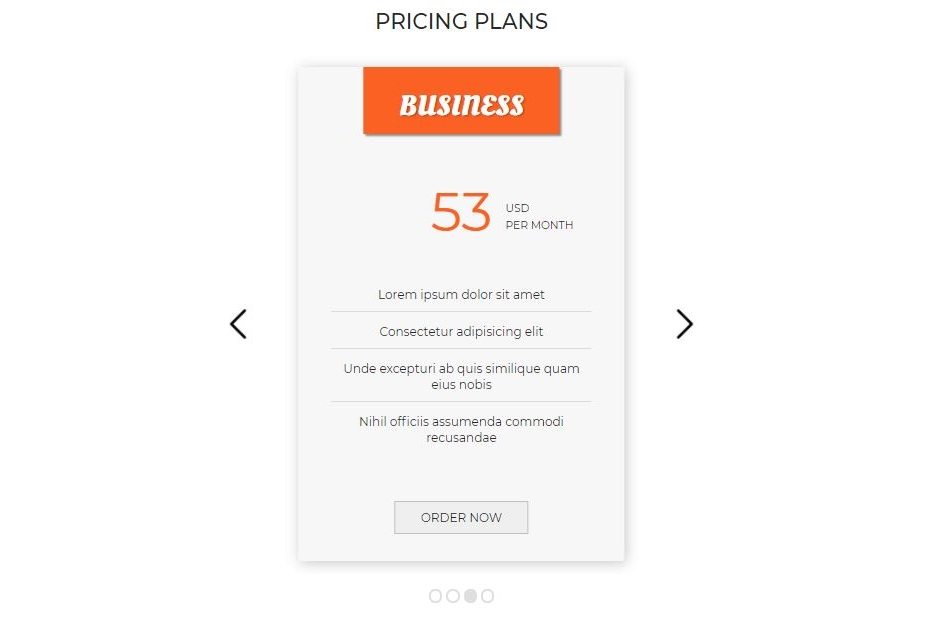 PRICING PLANS
BUSINESS
53
USD
PER MONTH
Lorem ipsum dolor sit amet
Consectetur adipisicing elit
Unde excepturi ab quis similique quam
eius nobis
Nihil officiis assumenda commodi
recusandae
ORDER NOW